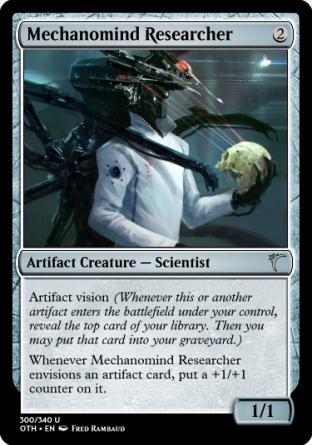 Mechanomind Researcher 2
Artifact Creature — Scientist
Artifact vision (Whenever this or another
artifact enters the battlefield under your control,
reveal the top card of your library. Then you
may put that card into your graveyard.)
Whenever Mechanomind Researcher
envisions an artifact card, put a +1/+1
counter on it.
1/1
300/340 U
OTH • EN Fred Rambaud